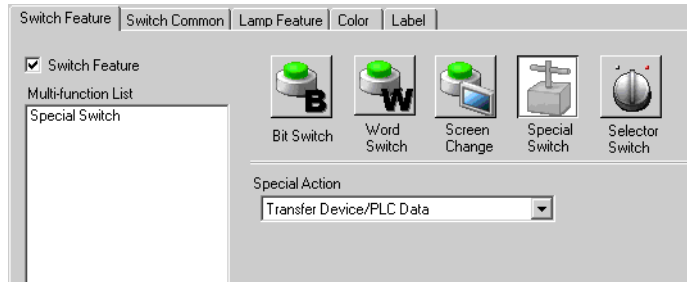 Switch Feature Switch Common Lamp Feature Color Label
Switch Feature
Multi-function List
Special Switch
B W
Bit Switch Word Switch Screen Change Special Switch Selector Switch
Special Action
Transfer Device/PLC Data